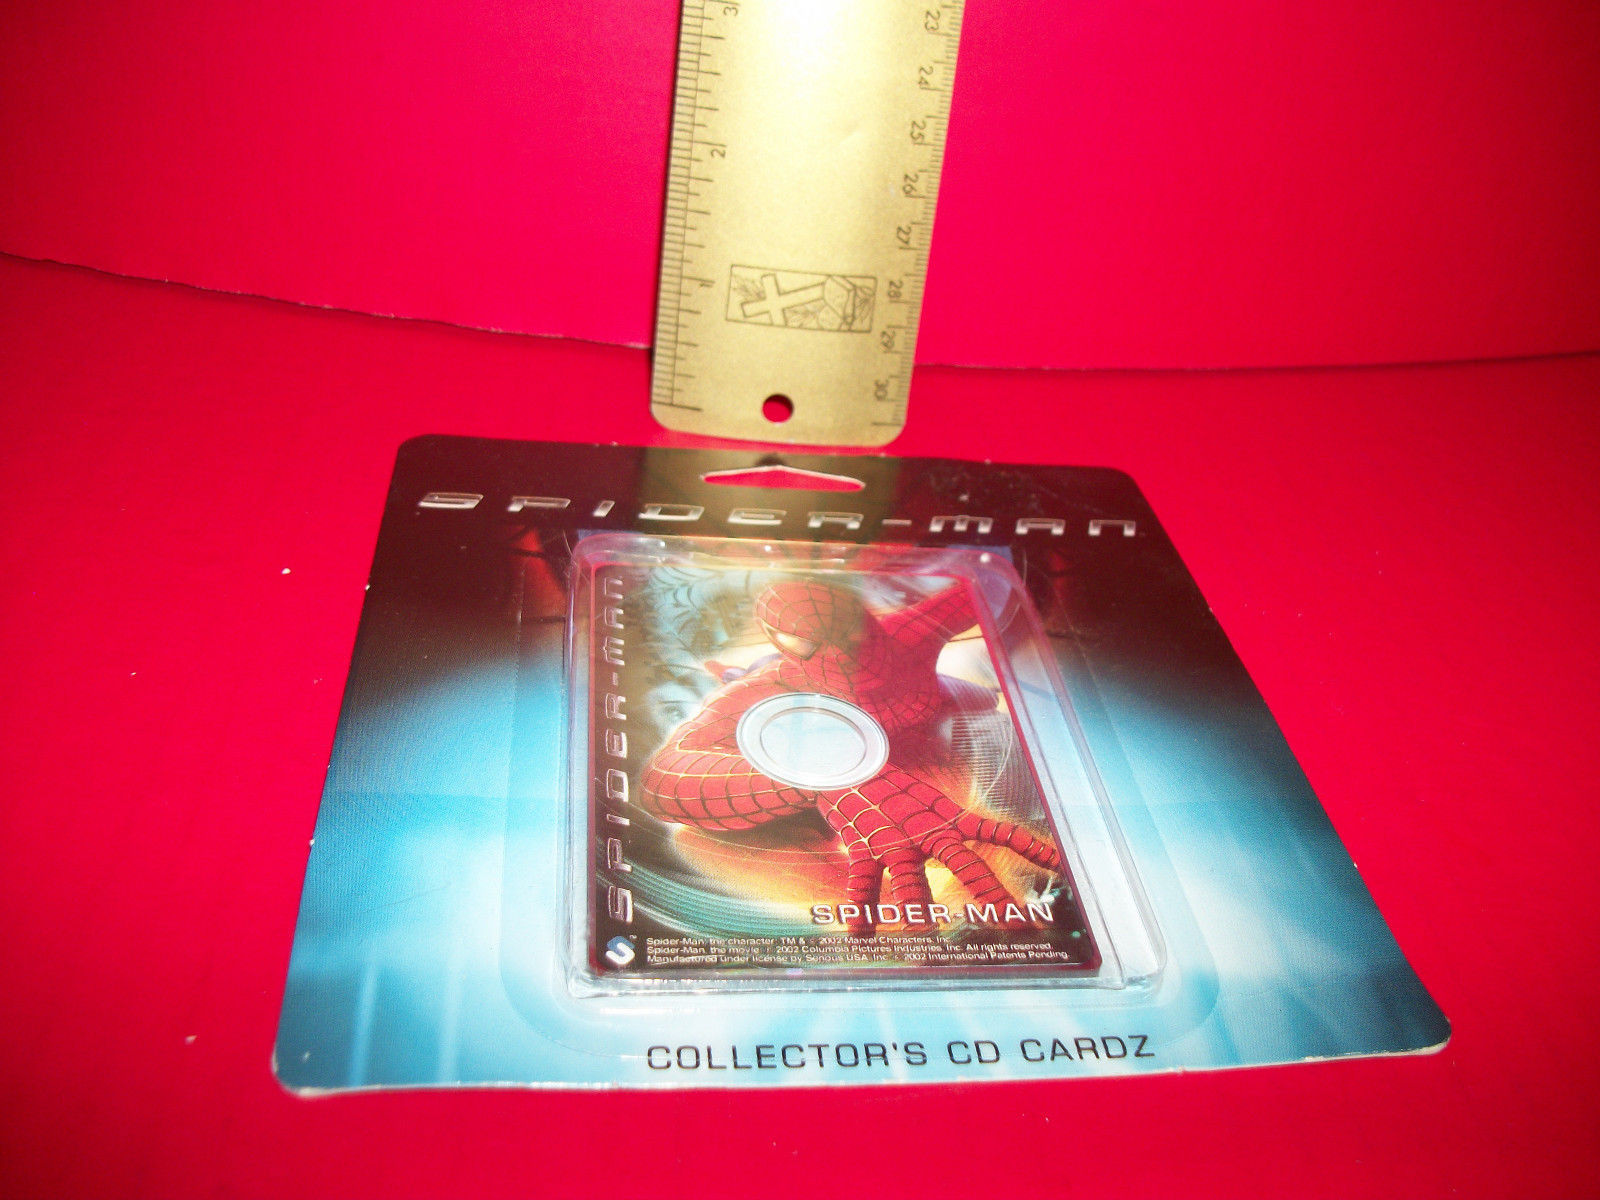 3
2
1
23
24
25
26
27
28
29
30
SPIDER-MAN
SPIDER-MAN
SPIDER-MAN
Spider-Man, the character, TM & © 2002 Marvel Characters, Inc.
Spider-Man, the movie © 2002 Columbia Pictures Industries, Inc. All rights reserved.
Manufactured under license by Serious USA, Inc. © 2002 International Patents Pending.
COLLECTOR'S CD CARDZ